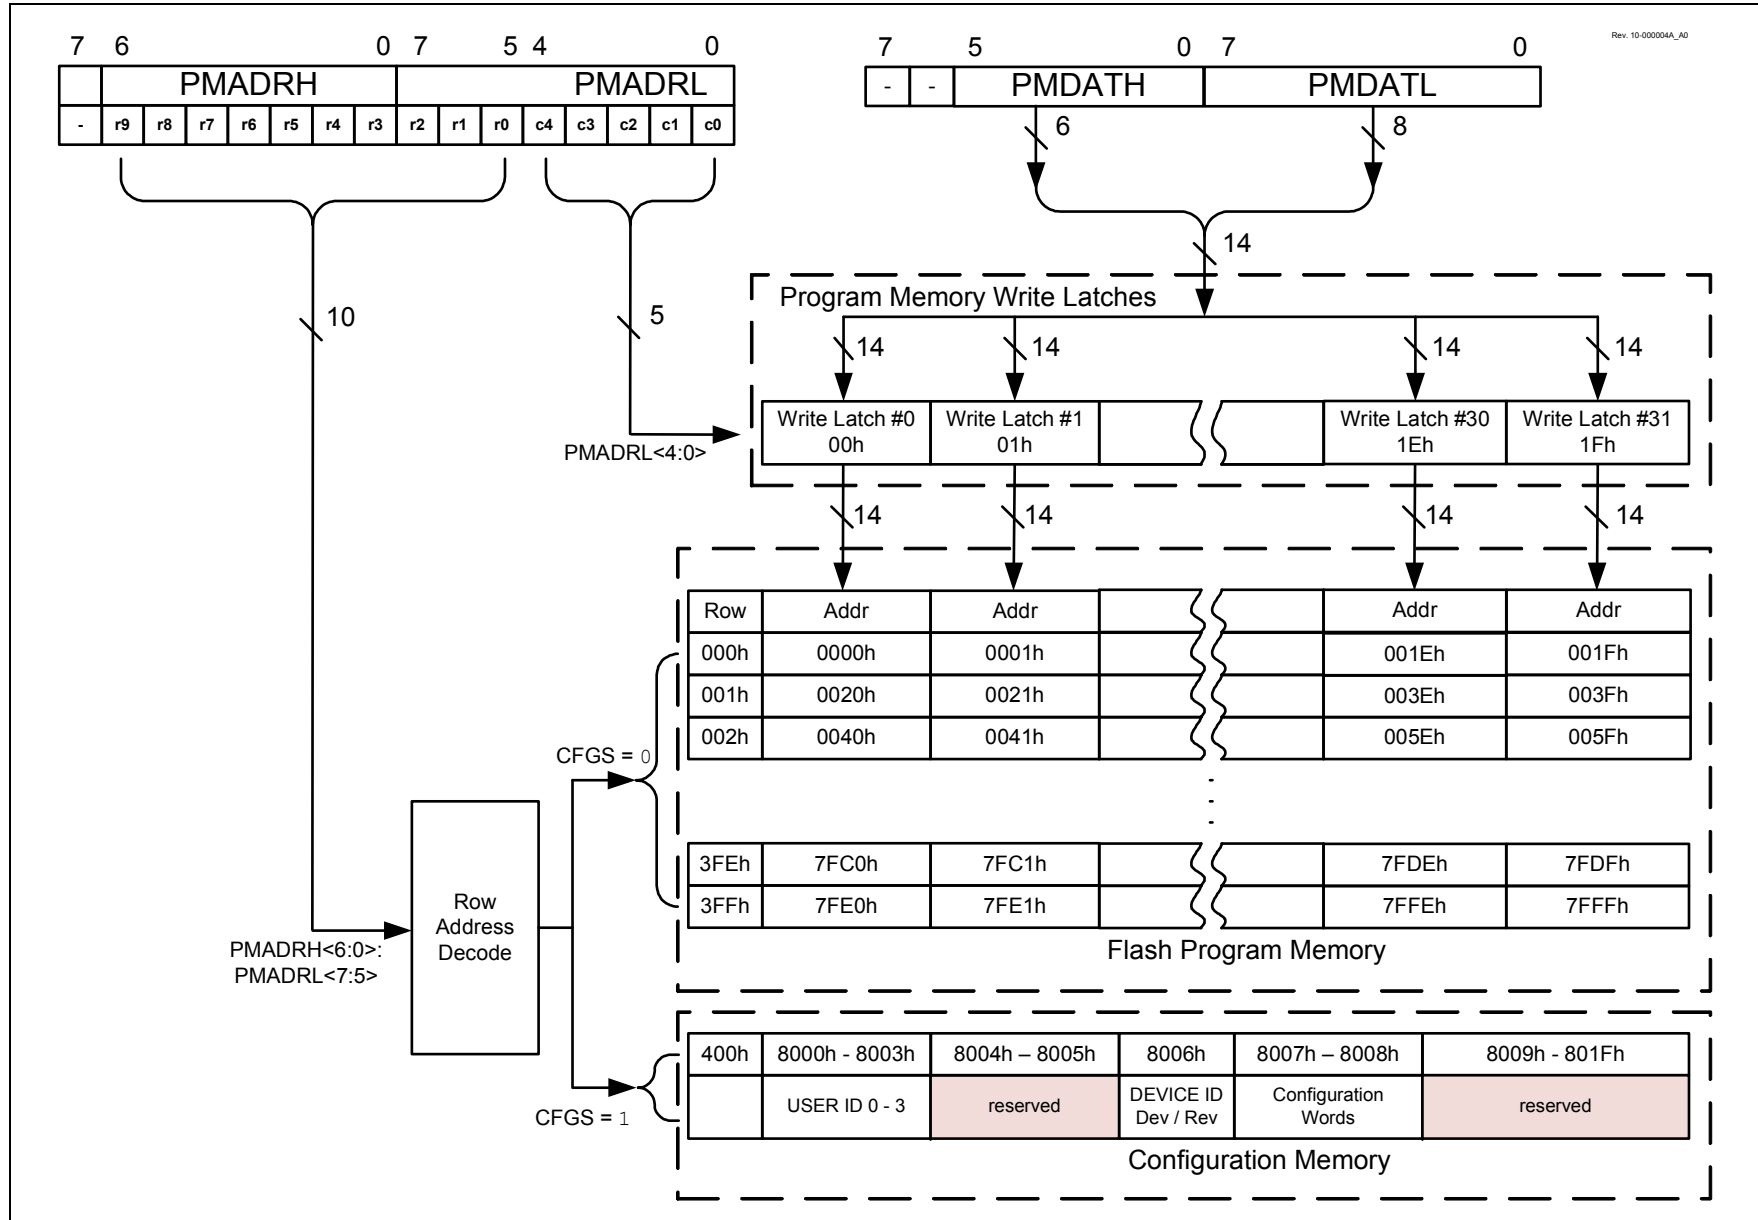 Rev. 10-000004A_A0
7 6 0 7 5 4 0
PMADRH PMADRL
- r9 r8 r7 r6 r5 r4 r3 r2 r1 r0 c4 c3 c2 c1 c0
7 5 0 7 0
- - PMDATH PMDATL
6 8
14
10
5
Program Memory Write Latches
14 14 14 14
Write Latch #0 Write Latch #1 Write Latch #30 Write Latch #31
00h 01h 1Eh 1Fh
PMADRL<4:0>
14 14 14 14
Row Addr Addr Addr Addr
000h 0000h 0001h 001Eh 001Fh
001h 0020h 0021h 003Eh 003Fh
002h 0040h 0041h 005Eh 005Fh
CFGS = 0
3FEh 7FC0h 7FC1h 7FDEh 7FDFh
3FFh 7FE0h 7FE1h 7FFEh 7FFFh
Flash Program Memory
Row
Address
Decode
PMADRH<6:0>:
PMADRL<7:5>
400h 8000h - 8003h 8004h – 8005h 8006h 8007h – 8008h 8009h - 801Fh
USER ID 0 - 3 reserved DEVICE ID Configuration reserved
Dev / Rev Words
CFGS = 1
Configuration Memory